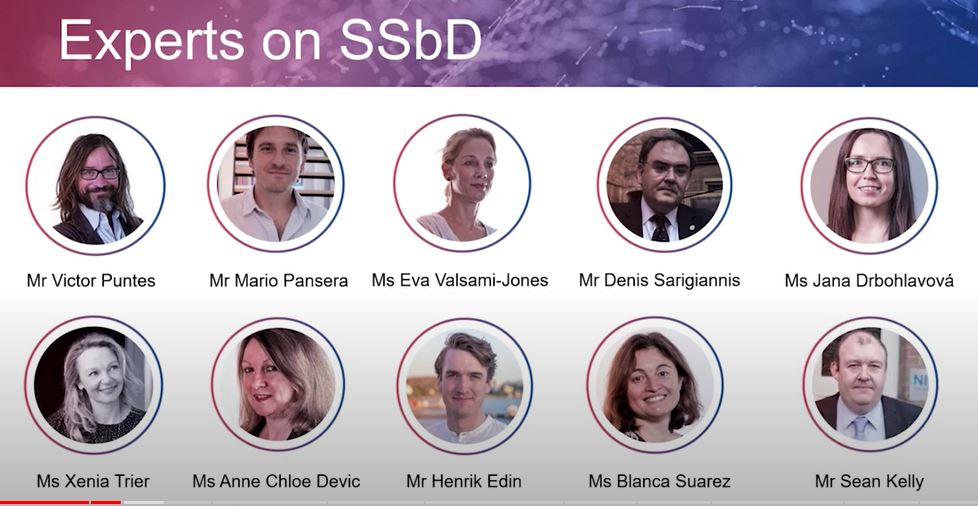 Experts on SSbD
Mr Victor Puntes
Mr Mario Pansera
Ms Eva Valsami-Jones
Mr Denis Sarigiannis
Ms Jana Drbohlavová
NI
Ms Xenia Trier
Ms Anne Chloe Devic
Mr Henrik Edin
Ms Blanca Suarez
Mr Sean Kelly